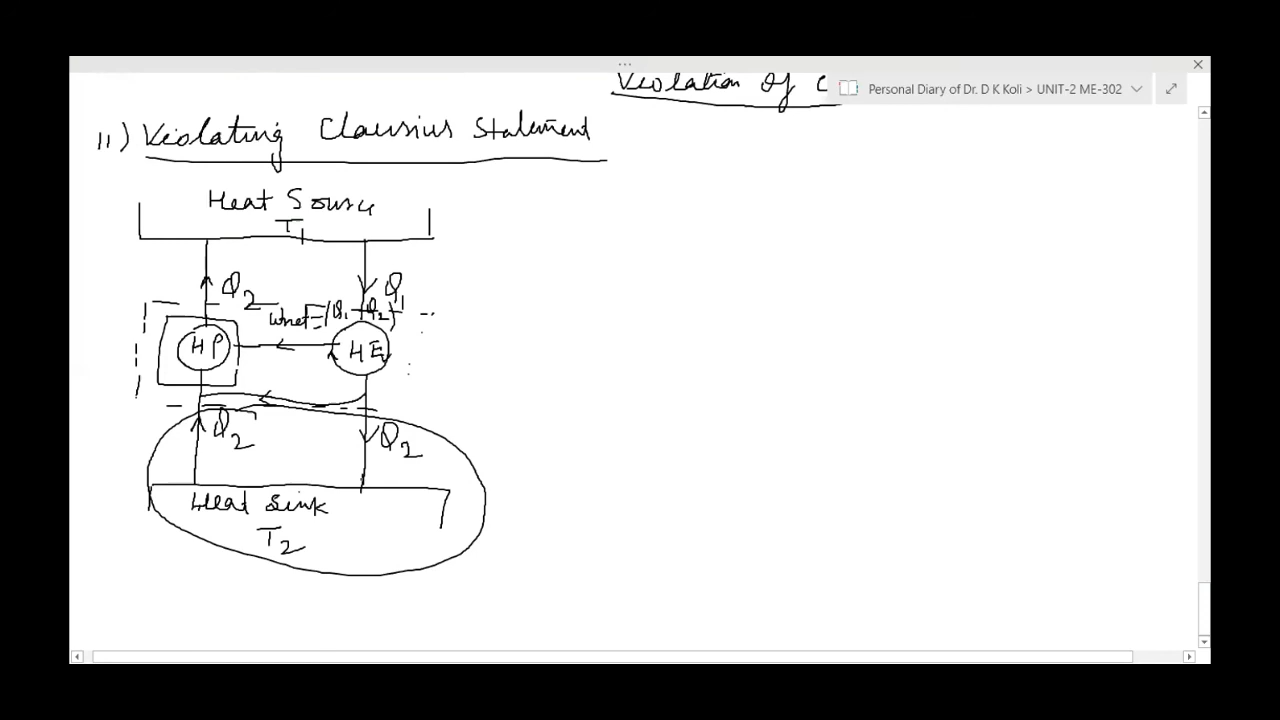 Violation of C
Personal Diary of Dr. D K Koli > UNIT-2 ME-302
11) Violating Clausius Statement
Heat Source
T1
Q2
Q1
Wnet = (Q1 - Q2)
HP
HE
Q2
Q2
Heat Sink
T2